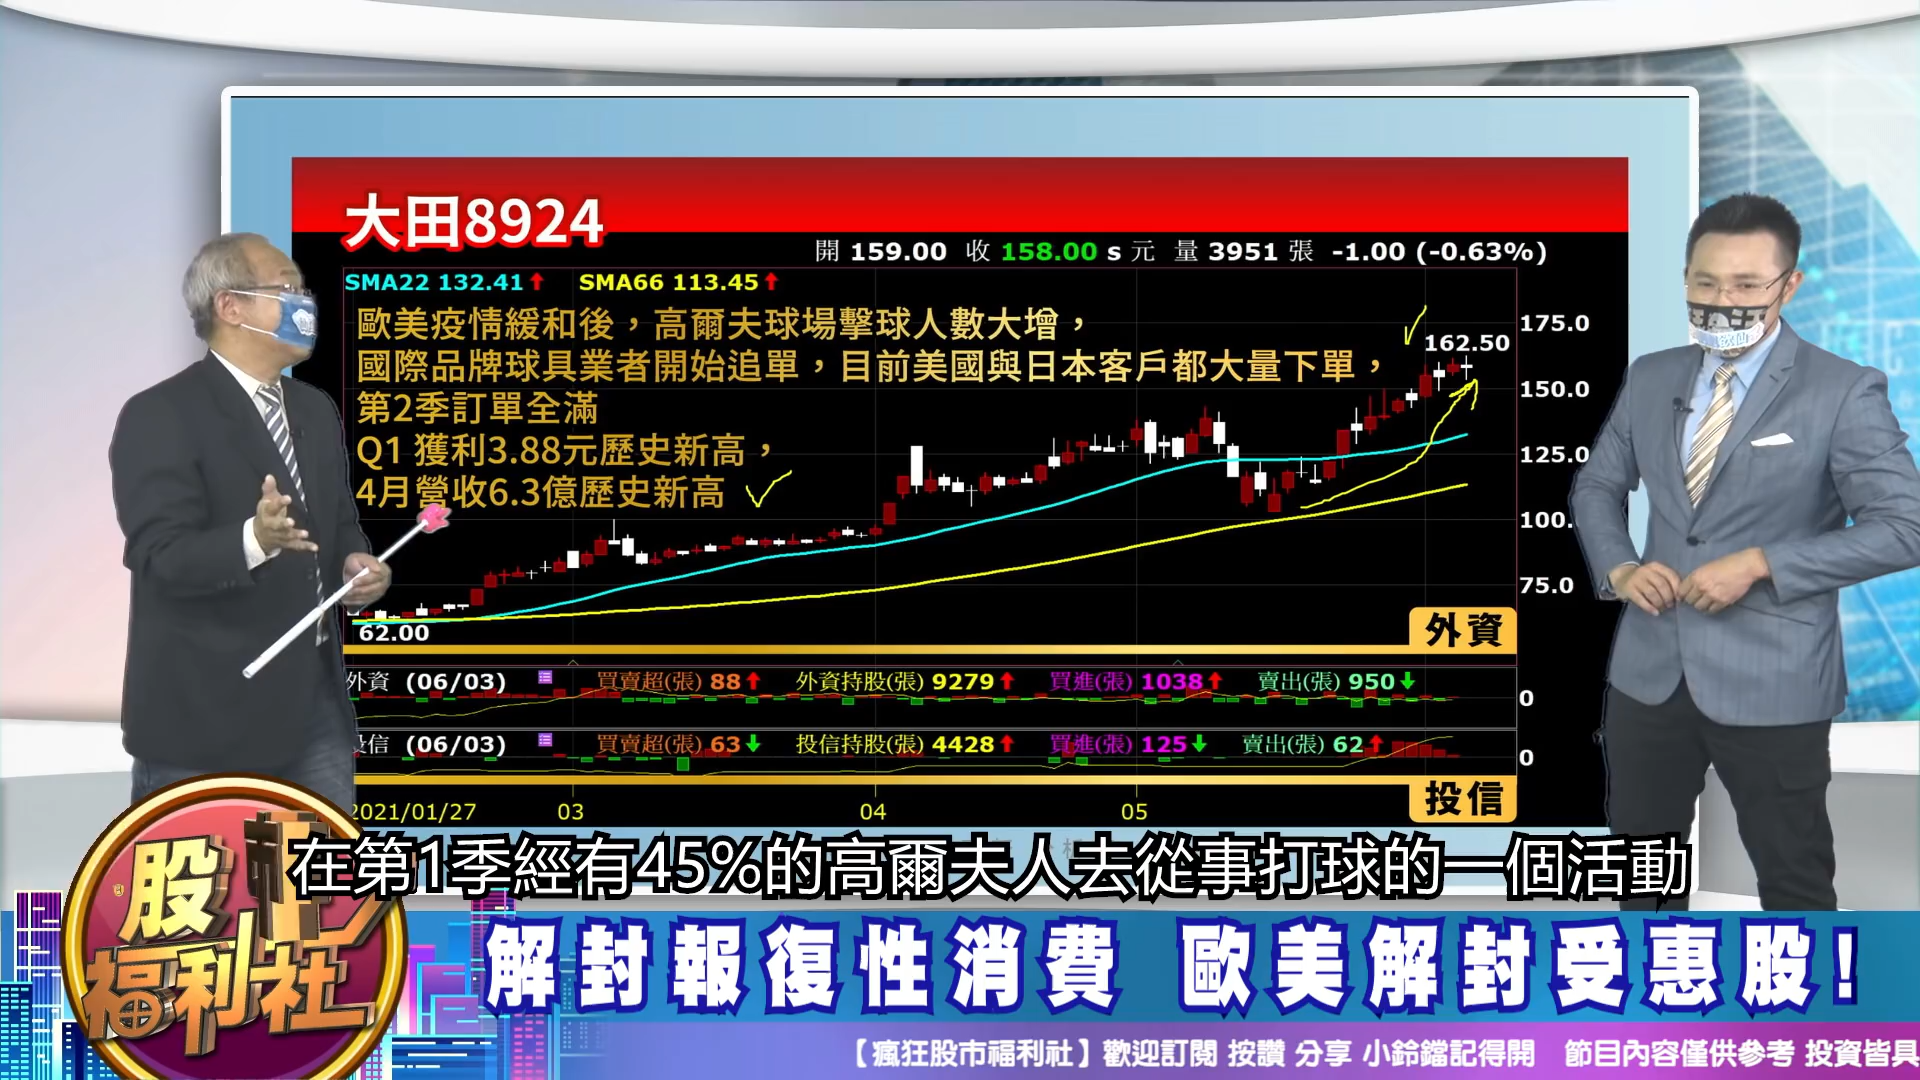 大田8924
開 159.00 收 158.00 s 元 量 3951 張 -1.00 (-0.63%)
SMA22 132.41 SMA66 113.45
歐美疫情緩和後，高爾夫球場擊球人數大增，
國際品牌球具業者開始追單，目前美國與日本客戶都大量下單，
第2季訂單全滿
Q1 獲利3.88元歷史新高，
4月營收6.3億歷史新高
162.50
175.0
150.0
125.0
100.
75.0
62.00
外資
外資 (06/03) 買賣超(張) 88 外資持股(張) 9279 買進(張) 1038 賣出(張) 950
0
投信 (06/03) 買賣超(張) 63 投信持股(張) 4428 買進(張) 125 賣出(張) 62
0
投信
2021/01/27 03 04 05
在第1季經有45%的高爾夫人去從事打球的一個活動
股
福利社
解封報復性消費 歐美解封受惠股!
【瘋狂股市福利社】歡迎訂閱 按讚 分享 小鈴鐺記得開 節目內容僅供參考 投資皆具